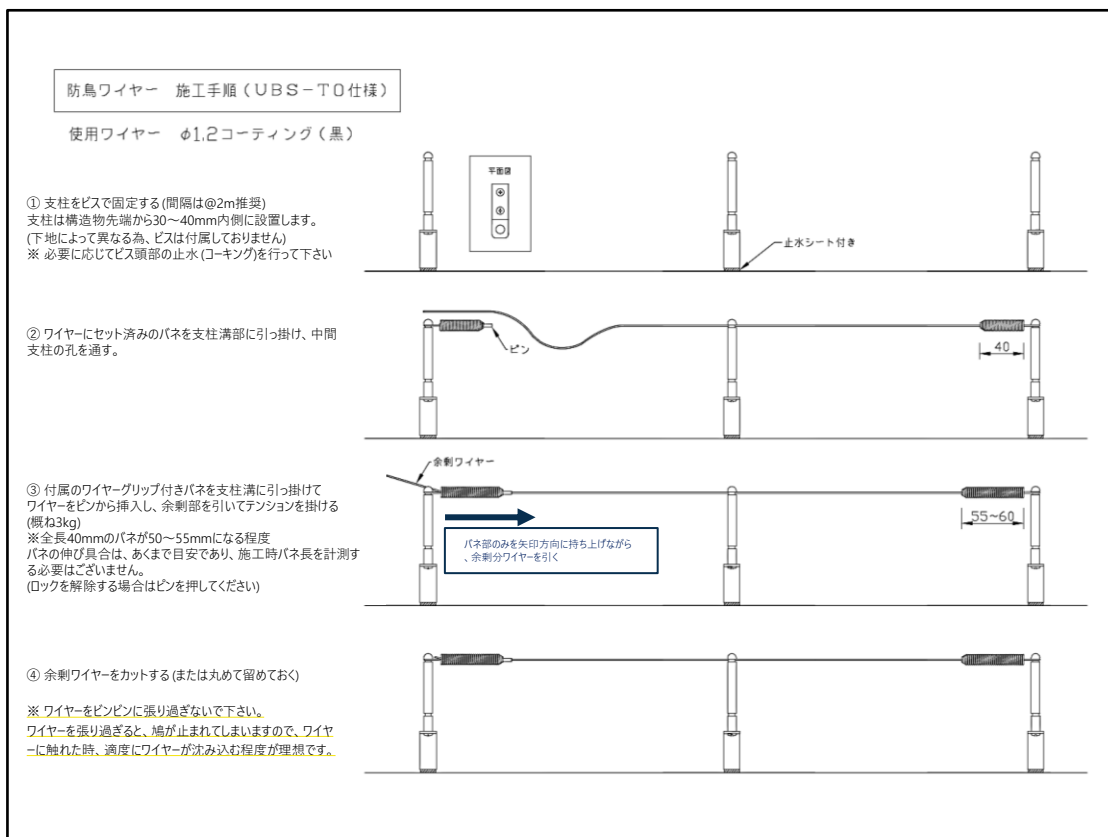 防鳥ワイヤー　施工手順（UBS－TO仕様）
使用ワイヤー　φ1,2コーティング（黒）
① 支柱をビスで固定する(間隔は@2m推奨)
支柱は構造物先端から30～40mm内側に設置します。
(下地によって異なる為、ビスは付属しておりません)
※ 必要に応じてビス頭部の止水(コーキング)を行って下さい
平面図
止水シート付き
② ワイヤーにセット済みのバネを支柱溝部に引っ掛け、中間
支柱の孔を通す。
ピン
40
③ 付属のワイヤーグリップ付きバネを支柱溝に引っ掛けて
ワイヤーをピンから挿入し、余剰部を引いてテンションを掛ける
(概ね3kg)
※全長40mmのバネが50～55mmになる程度
バネの伸び具合は、あくまで目安であり、施工時バネ長を計測す
る必要はございません。
(ロックを解除する場合はピンを押してください)
余剰ワイヤー
バネ部のみを矢印方向に持ち上げながら
、余剰分ワイヤーを引く
55~60
④ 余剰ワイヤーをカットする(または丸めて留めておく)
※ ワイヤーをピンピンに張り過ぎないで下さい。
ワイヤーを張り過ぎると、鳩が止まれてしまいますので、ワイヤ
ーに触れた時、適度にワイヤーが沈み込む程度が理想です。